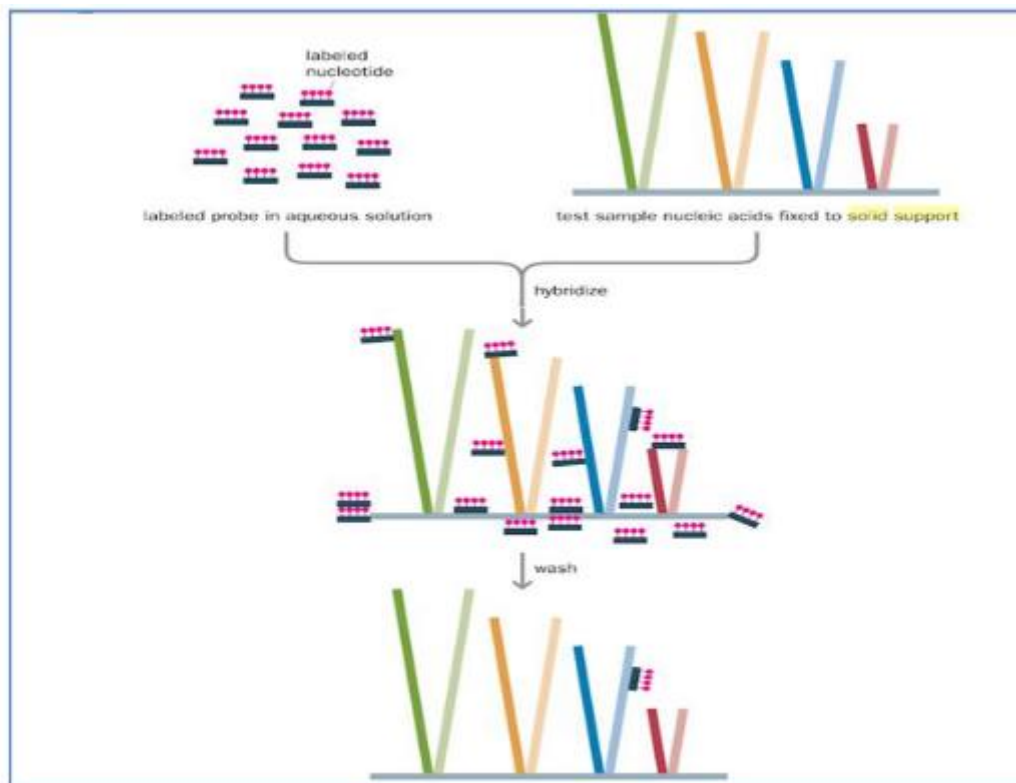 labeled
nucleotide
labeled probe in aqueous solution
test sample nucleic acids fixed to solid support
hybridize
wash